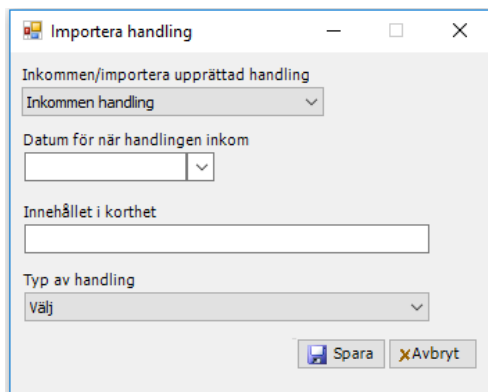 Importera handling
Inkommen/importera upprättad handling
Inkommen handling
Datum för när handlingen inkom
Innehållet i korthet
Typ av handling
Välj
Spara Avbryt